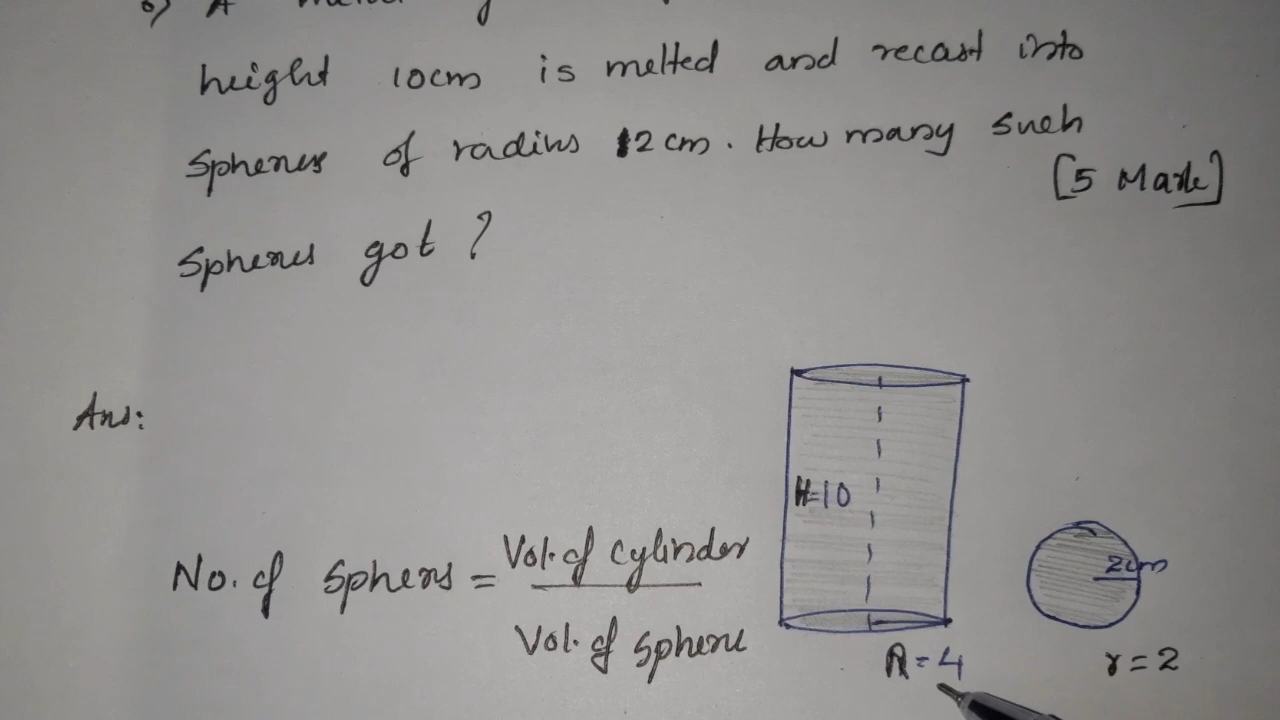 height 10cm is melted and recast into
Spheres of radius 2 cm. How many such
[5 Mark]
Spheres got ?
Ans:
H=10
No. of Sphers = Vol. of cylinder
Vol. of Sphere
2cm
R=4
r=2